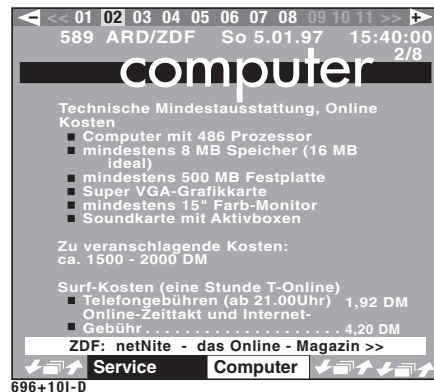 << 01 02 03 04 05 06 07 08 09 10 11 >>
589 ARD/ZDF So 5.01.97 15:40:00
2/8
computer
Technische Mindestausstattung, Online
Kosten
Computer mit 486 Prozessor
mindestens 8 MB Speicher (16 MB
ideal)
mindestens 500 MB Festplatte
Super VGA-Grafikkarte
mindestens 15" Farb-Monitor
Soundkarte mit Aktivboxen
Zu veranschlagende Kosten:
ca. 1500 - 2000 DM
Surf-Kosten (eine Stunde T-Online)
Telefongebühren (ab 21.00Uhr) 1,92 DM
Online-Zeittakt und Internet-
Gebühr . . . . . . . . . . . . . . . . . 4,20 DM
ZDF: netNite - das Online - Magazin >>
Service Computer
696+10I-D